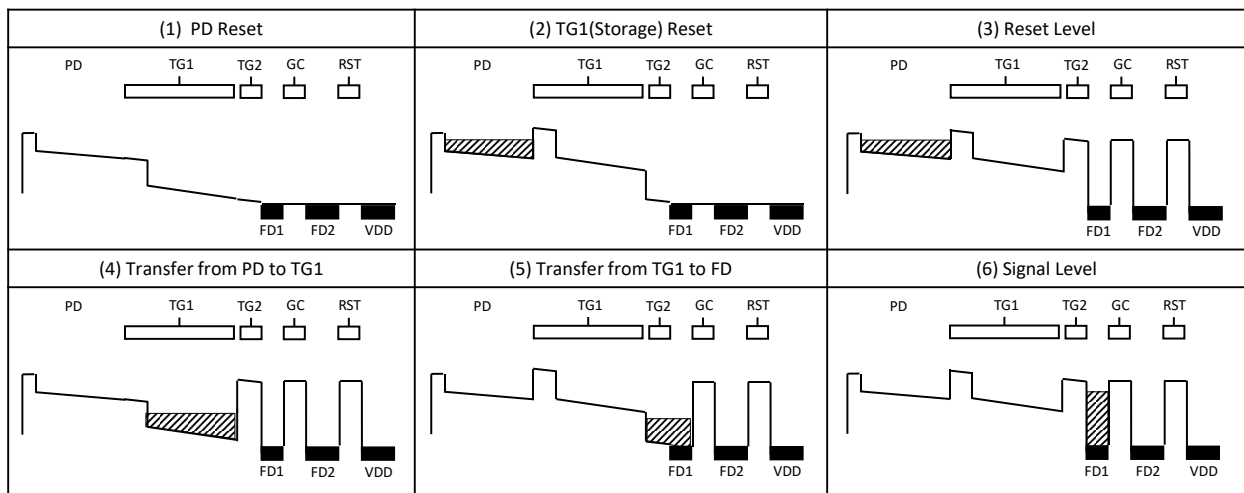 (1) PD Reset
(2) TG1(Storage) Reset
(3) Reset Level
PD TG1 TG2 GC RST
PD TG1 TG2 GC RST
PD TG1 TG2 GC RST
FD1 FD2 VDD
FD1 FD2 VDD
FD1 FD2 VDD
(4) Transfer from PD to TG1
(5) Transfer from TG1 to FD
(6) Signal Level
PD TG1 TG2 GC RST
PD TG1 TG2 GC RST
PD TG1 TG2 GC RST
FD1 FD2 VDD
FD1 FD2 VDD
FD1 FD2 VDD